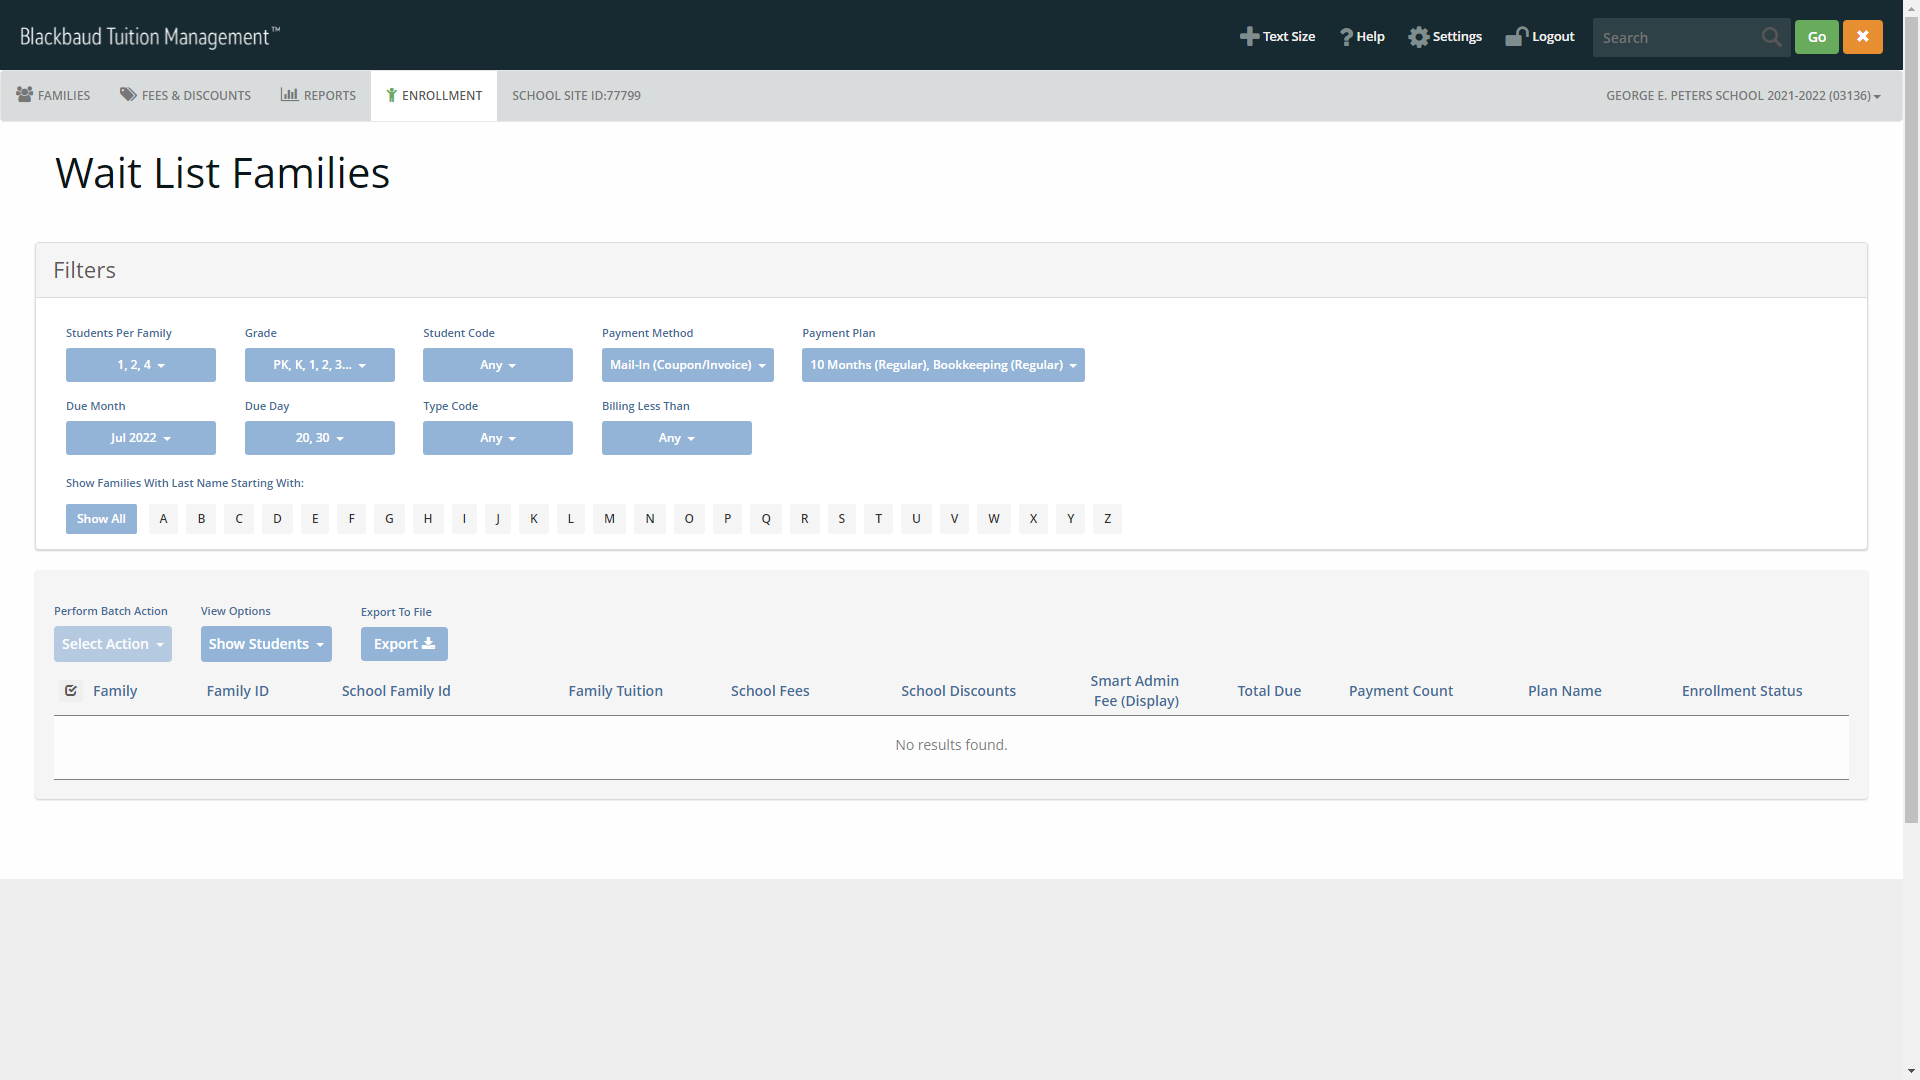 Blackbaud Tuition Management™
Text Size Help Settings Logout Search Go
FAMILIES FEES & DISCOUNTS REPORTS ENROLLMENT SCHOOL SITE ID:77799 GEORGE E. PETERS SCHOOL 2021-2022 (03136)
Wait List Families
Filters
Students Per Family Grade Student Code Payment Method Payment Plan
1, 2, 4 PK, K, 1, 2, 3... Any Mail-In (Coupon/Invoice) 10 Months (Regular), Bookkeeping (Regular)
Due Month Due Day Type Code Billing Less Than
Jul 2022 20, 30 Any Any
Show Families With Last Name Starting With:
Show All A B C D E F G H I J K L M N O P Q R S T U V W X Y Z
Perform Batch Action View Options Export To File
Select Action Show Students Export
Family Family ID School Family Id Family Tuition School Fees School Discounts Smart Admin Fee (Display) Total Due Payment Count Plan Name Enrollment Status
No results found.